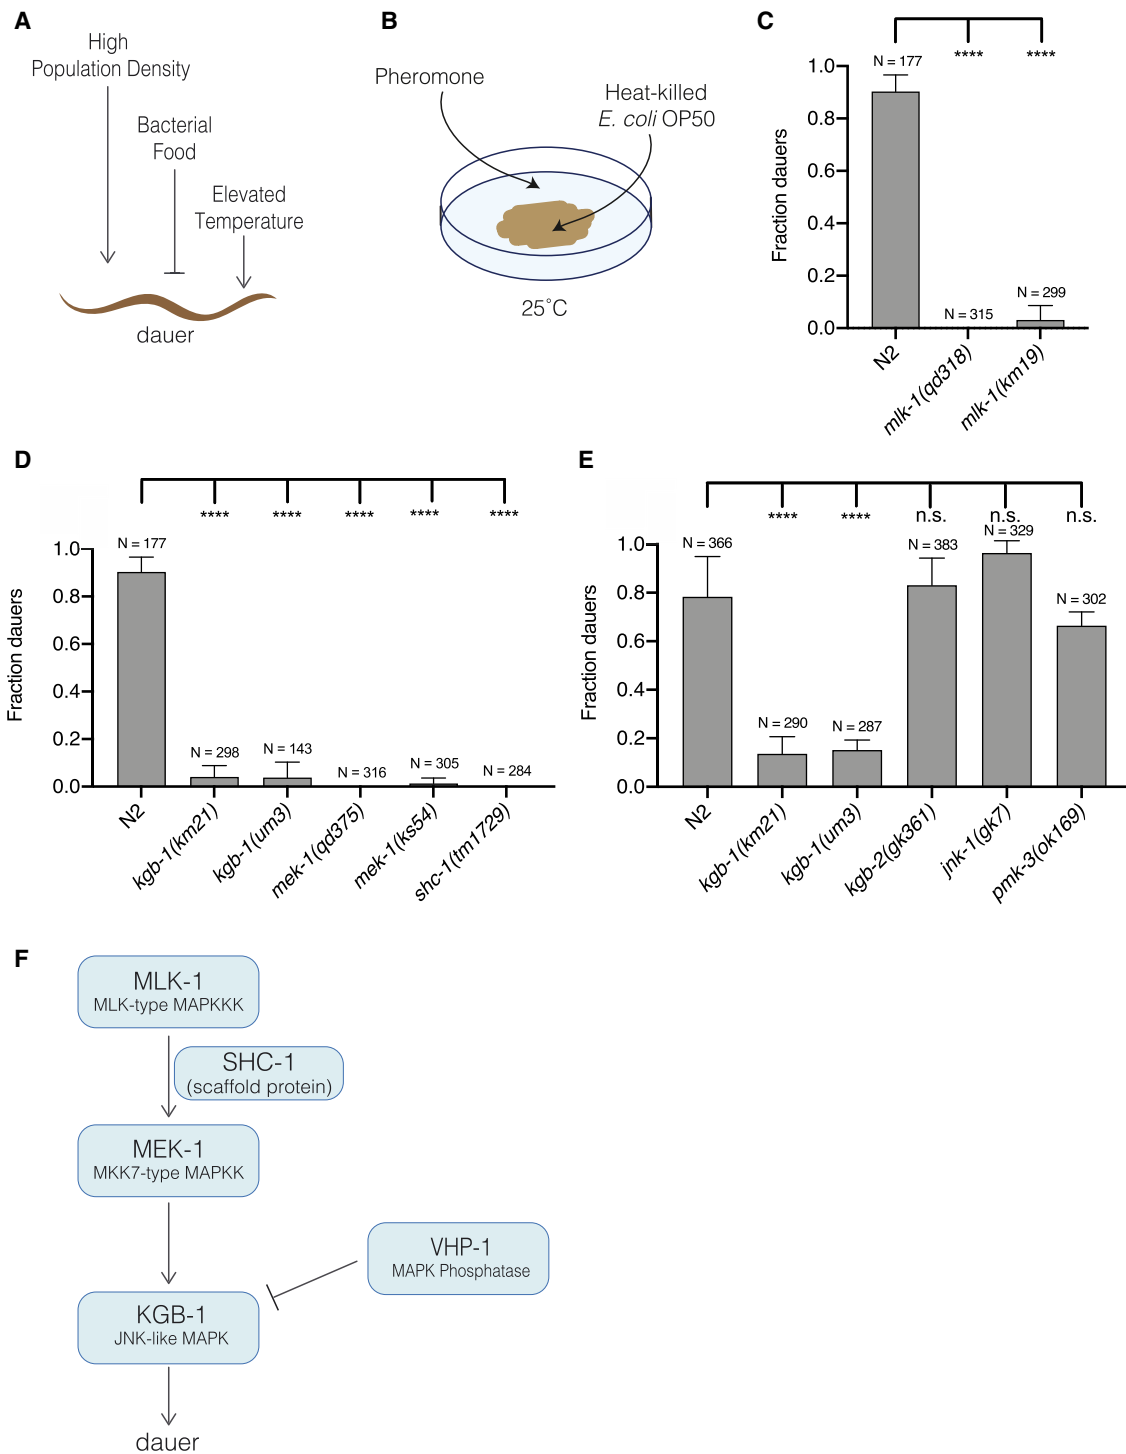 A
High
Population Density
Bacterial
Food
Elevated
Temperature
dauer
B
Pheromone
Heat-killed
E. coli OP50
25˚C
C
**** ****
N = 177
N = 315
N = 299
Fraction dauers
1.0
0.8
0.6
0.4
0.2
0.0
N2
mlk-1(qd318)
mlk-1(km19)
D
**** **** **** **** ****
N = 177
N = 298
N = 143
N = 316
N = 305
N = 284
Fraction dauers
1.0
0.8
0.6
0.4
0.2
0.0
N2
kgb-1(km21)
kgb-1(um3)
mek-1(qd375)
mek-1(ks54)
shc-1(tm1729)
E
**** **** n.s. n.s. n.s.
N = 366
N = 290
N = 287
N = 383
N = 329
N = 302
Fraction dauers
1.0
0.8
0.6
0.4
0.2
0.0
N2
kgb-1(km21)
kgb-1(um3)
kgb-2(gk361)
jnk-1(gk7)
pmk-3(ok169)
F
MLK-1
MLK-type MAPKKK
SHC-1
(scaffold protein)
MEK-1
MKK7-type MAPKK
VHP-1
MAPK Phosphatase
KGB-1
JNK-like MAPK
dauer